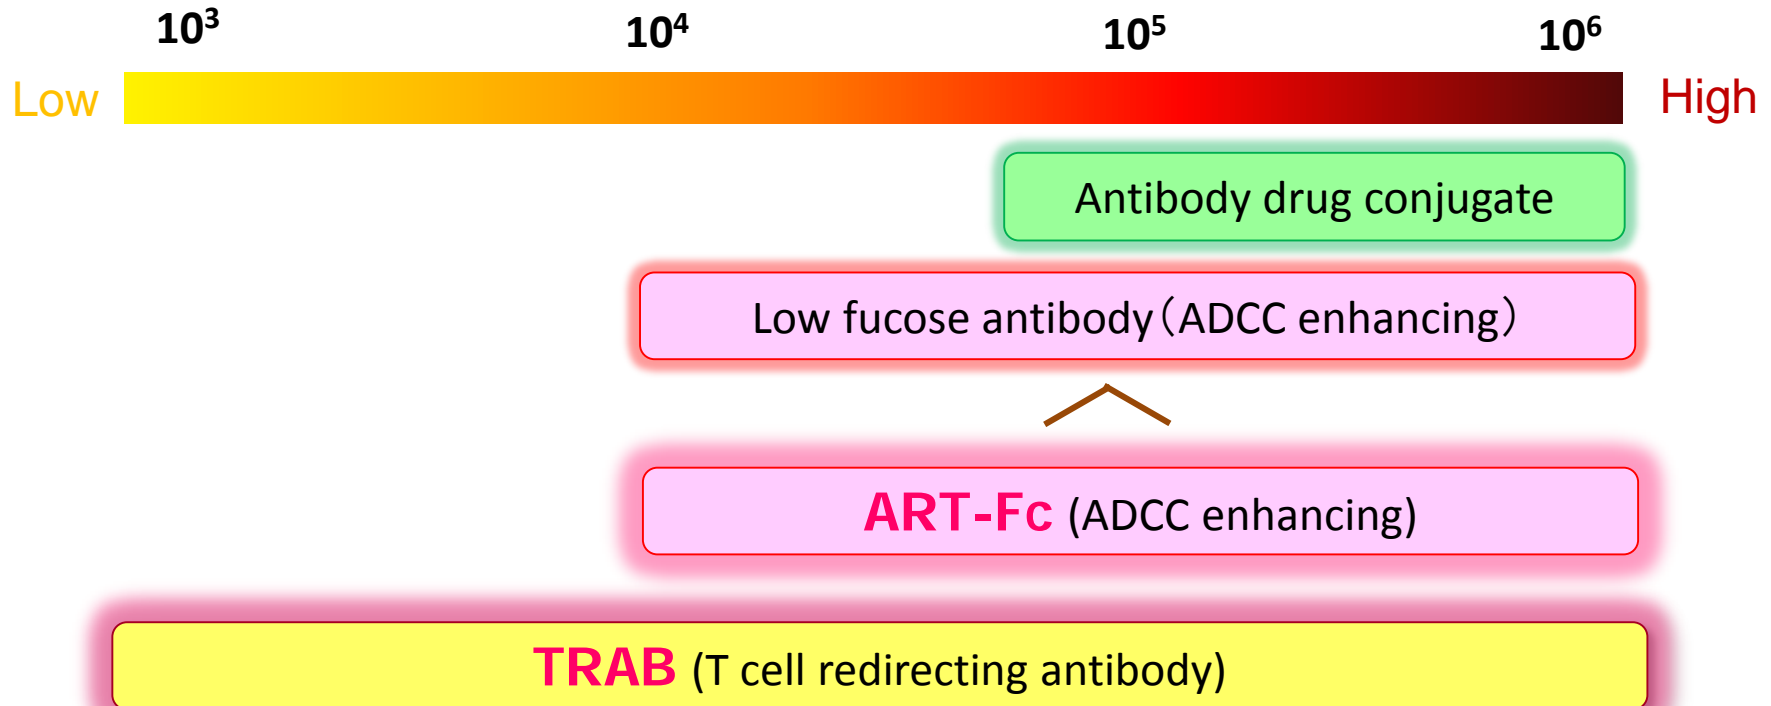 10³ 10⁴ 10⁵ 10⁶
Low High
Antibody drug conjugate
Low fucose antibody（ADCC enhancing）
ART-Fc (ADCC enhancing)
TRAB (T cell redirecting antibody)